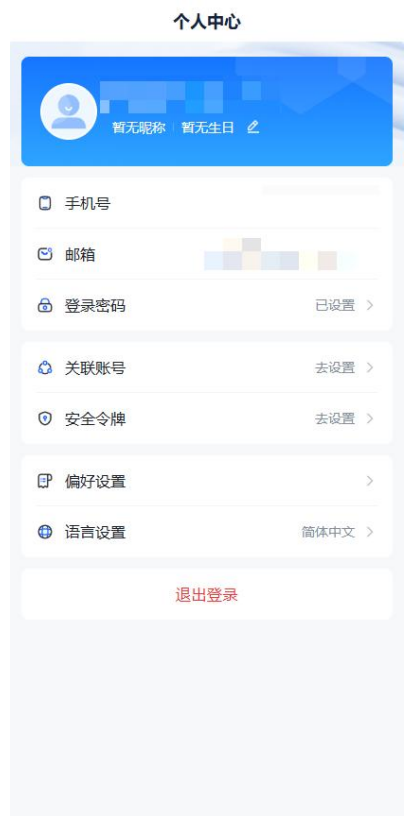 个人中心
暂无昵称 | 暂无生日
手机号
邮箱
登录密码 已设置
关联账号 去设置
安全令牌 去设置
偏好设置
语言设置 简体中文
退出登录